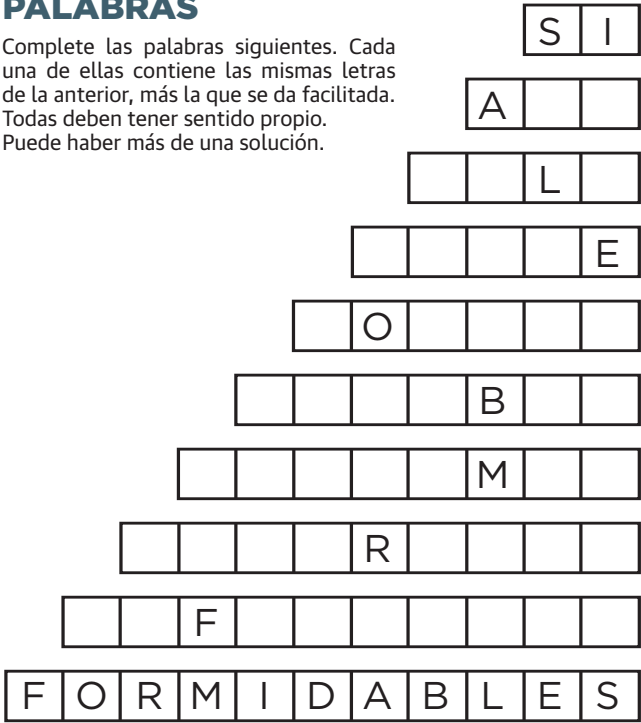 PALABRAS
Complete las palabras siguientes. Cada
una de ellas contiene las mismas letras
de la anterior, más la que se da facilitada.
Todas deben tener sentido propio.
Puede haber más de una solución.
S I
A
L
E
O
B
M
R
F
F O R M I D A B L E S